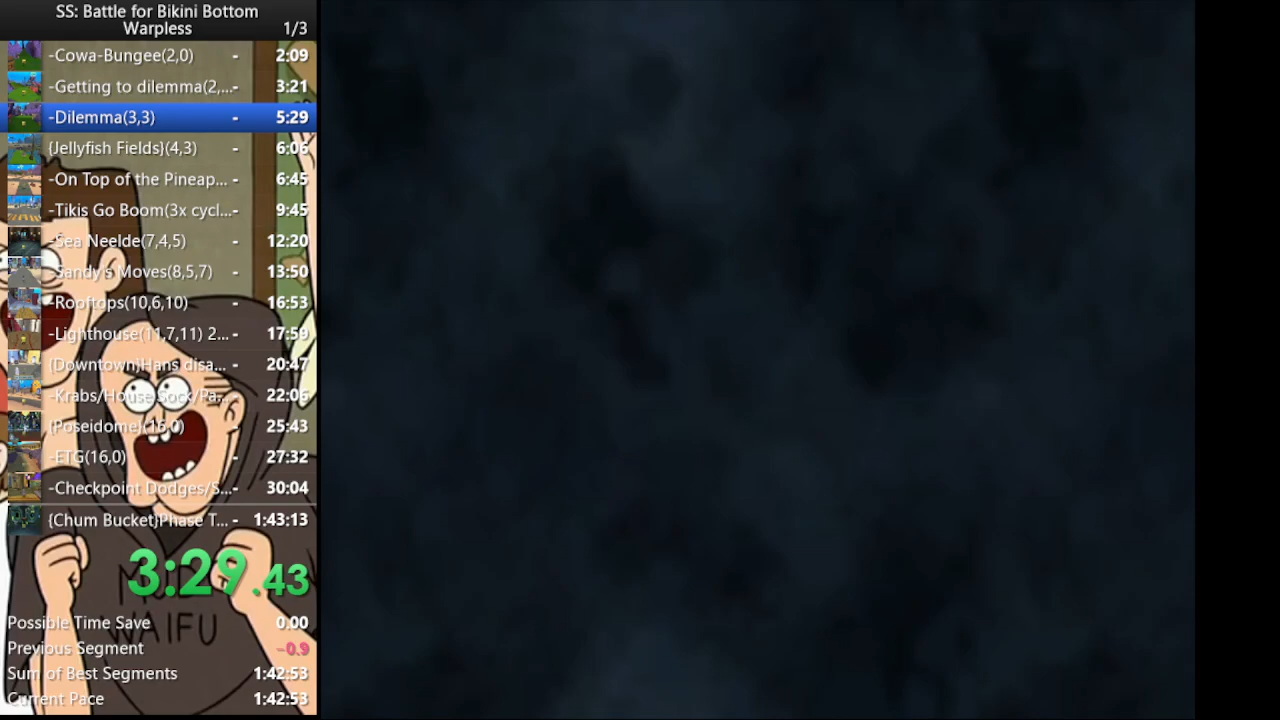 SS: Battle for Bikini Bottom
Warpless 1/3
-Cowa-Bungee(2,0) - 2:09
-Getting to dilemma(2,...- 3:21
-Dilemma(3,3) - 5:29
{Jellyfish Fields}(4,3) - 6:06
-On Top of the Pineap... - 6:45
-Tikis Go Boom(3x cycl...- 9:45
-Sea Neelde(7,4,5) - 12:20
-Sandy's Moves(8,5,7) - 13:50
-Rooftops(10,6,10) - 16:53
-Lighthouse(11,7,11) 2... - 17:59
{Downtown}Hans disa... - 20:47
-Krabs/House Sock/Pa...- 22:06
{Poseidome}(16,0) - 25:43
-ETG(16,0) - 27:32
-Checkpoint Dodges/S...- 30:04
{Chum Bucket}Phase T... - 1:43:13
3:29.43
WAIFU
Possible Time Save 0.00
Previous Segment -0.9
Sum of Best Segments 1:42:53
Current Pace 1:42:53